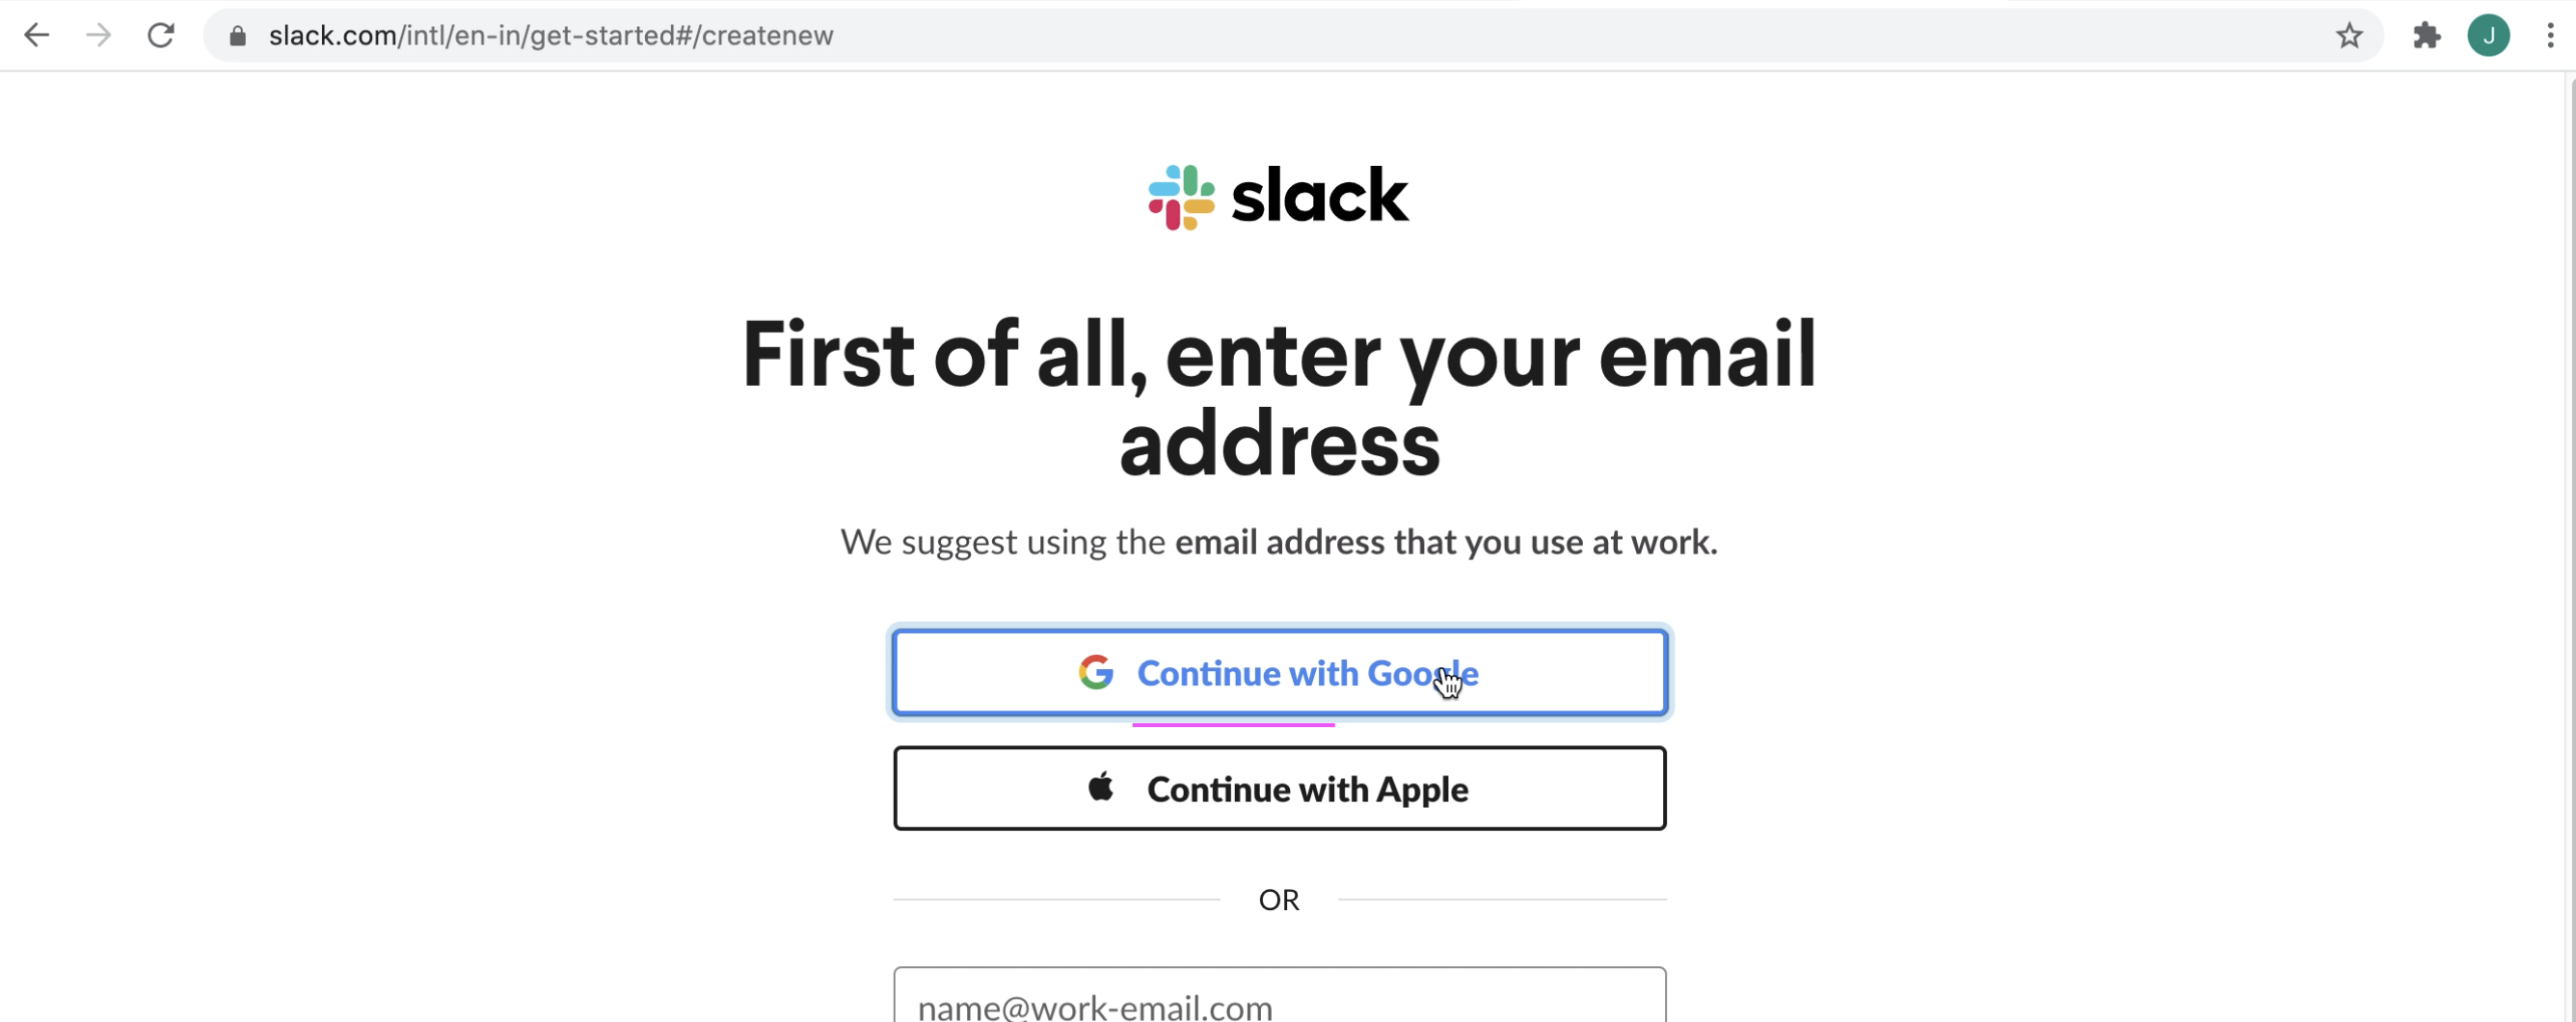 slack.com/intl/en-in/get-started#/createnew
J
slack
First of all, enter your email
address
We suggest using the email address that you use at work.
Continue with Google
Continue with Apple
OR
name@work-email.com